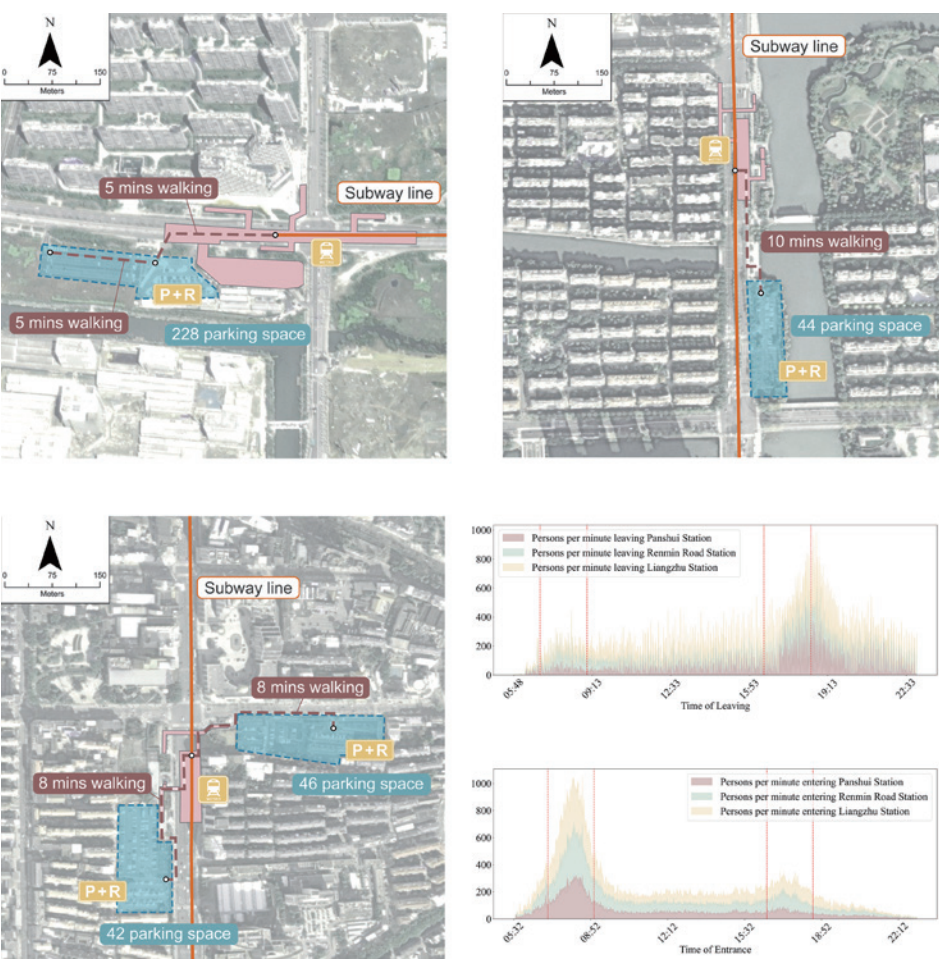 N
0 75 150
Meters
5 mins walking
Subway line
P+R
5 mins walking
228 parking space
N
0 75 150
Meters
Subway line
10 mins walking
44 parking space
P+R
N
0 75 150
Meters
Subway line
8 mins walking
P+R
46 parking space
8 mins walking
P+R
42 parking space
1000
800
600
400
200
0
Persons per minute leaving Panshui Station
Persons per minute leaving Renmin Road Station
Persons per minute leaving Liangzhu Station
05:48 09:13 12:33 15:53 19:13 22:33
Time of Leaving
1000
800
600
400
200
0
Persons per minute entering Panshui Station
Persons per minute entering Renmin Road Station
Persons per minute entering Liangzhu Station
05:32 08:52 12:12 15:32 18:52 22:12
Time of Entrance